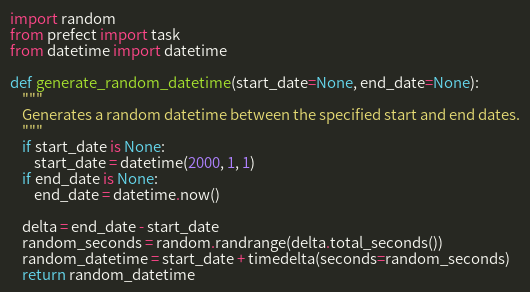 import random
from prefect import task
from datetime import datetime

def generate_random_datetime(start_date=None, end_date=None):
    """
    Generates a random datetime between the specified start and end dates.
    """
    if start_date is None:
        start_date = datetime(2000, 1, 1)
    if end_date is None:
        end_date = datetime.now()

    delta = end_date - start_date
    random_seconds = random.randrange(delta.total_seconds())
    random_datetime = start_date + timedelta(seconds=random_seconds)
    return random_datetime